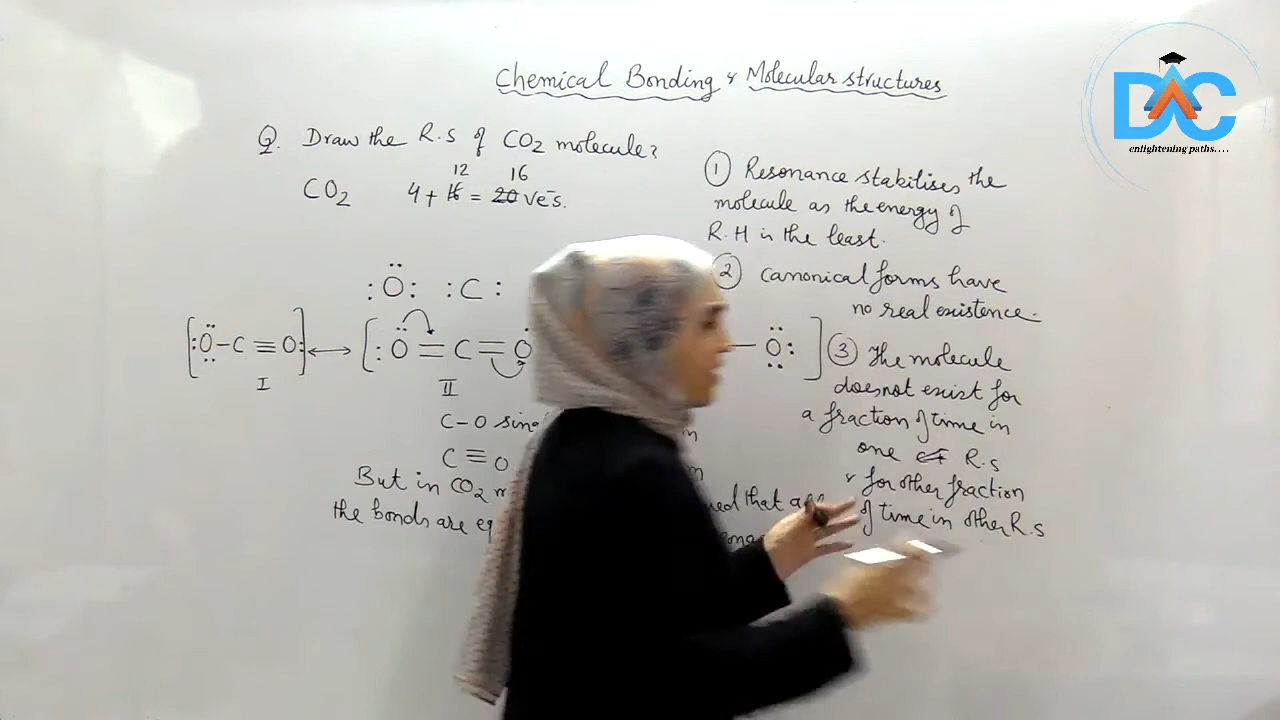 Chemical Bonding & Molecular structures
DAC
enlightening paths....
Q. Draw the R.S of CO2 molecule?
12 16
CO2 4 + 16 = 20 ve̅s.
:Ö: :C:
[:Ö-C≡O:] ↔ [:Ö=C=O
I
II
-Ö:]
C-O sing
C≡O
But in CO2
the bonds are eq
that a
① Resonance stabilises the
molecule as the energy of
R.H is the least.
② canonical forms have
no real existence.
③ The molecule
does not exist for
a fraction of time in
one R.S
& for other fraction
of time in other R.S